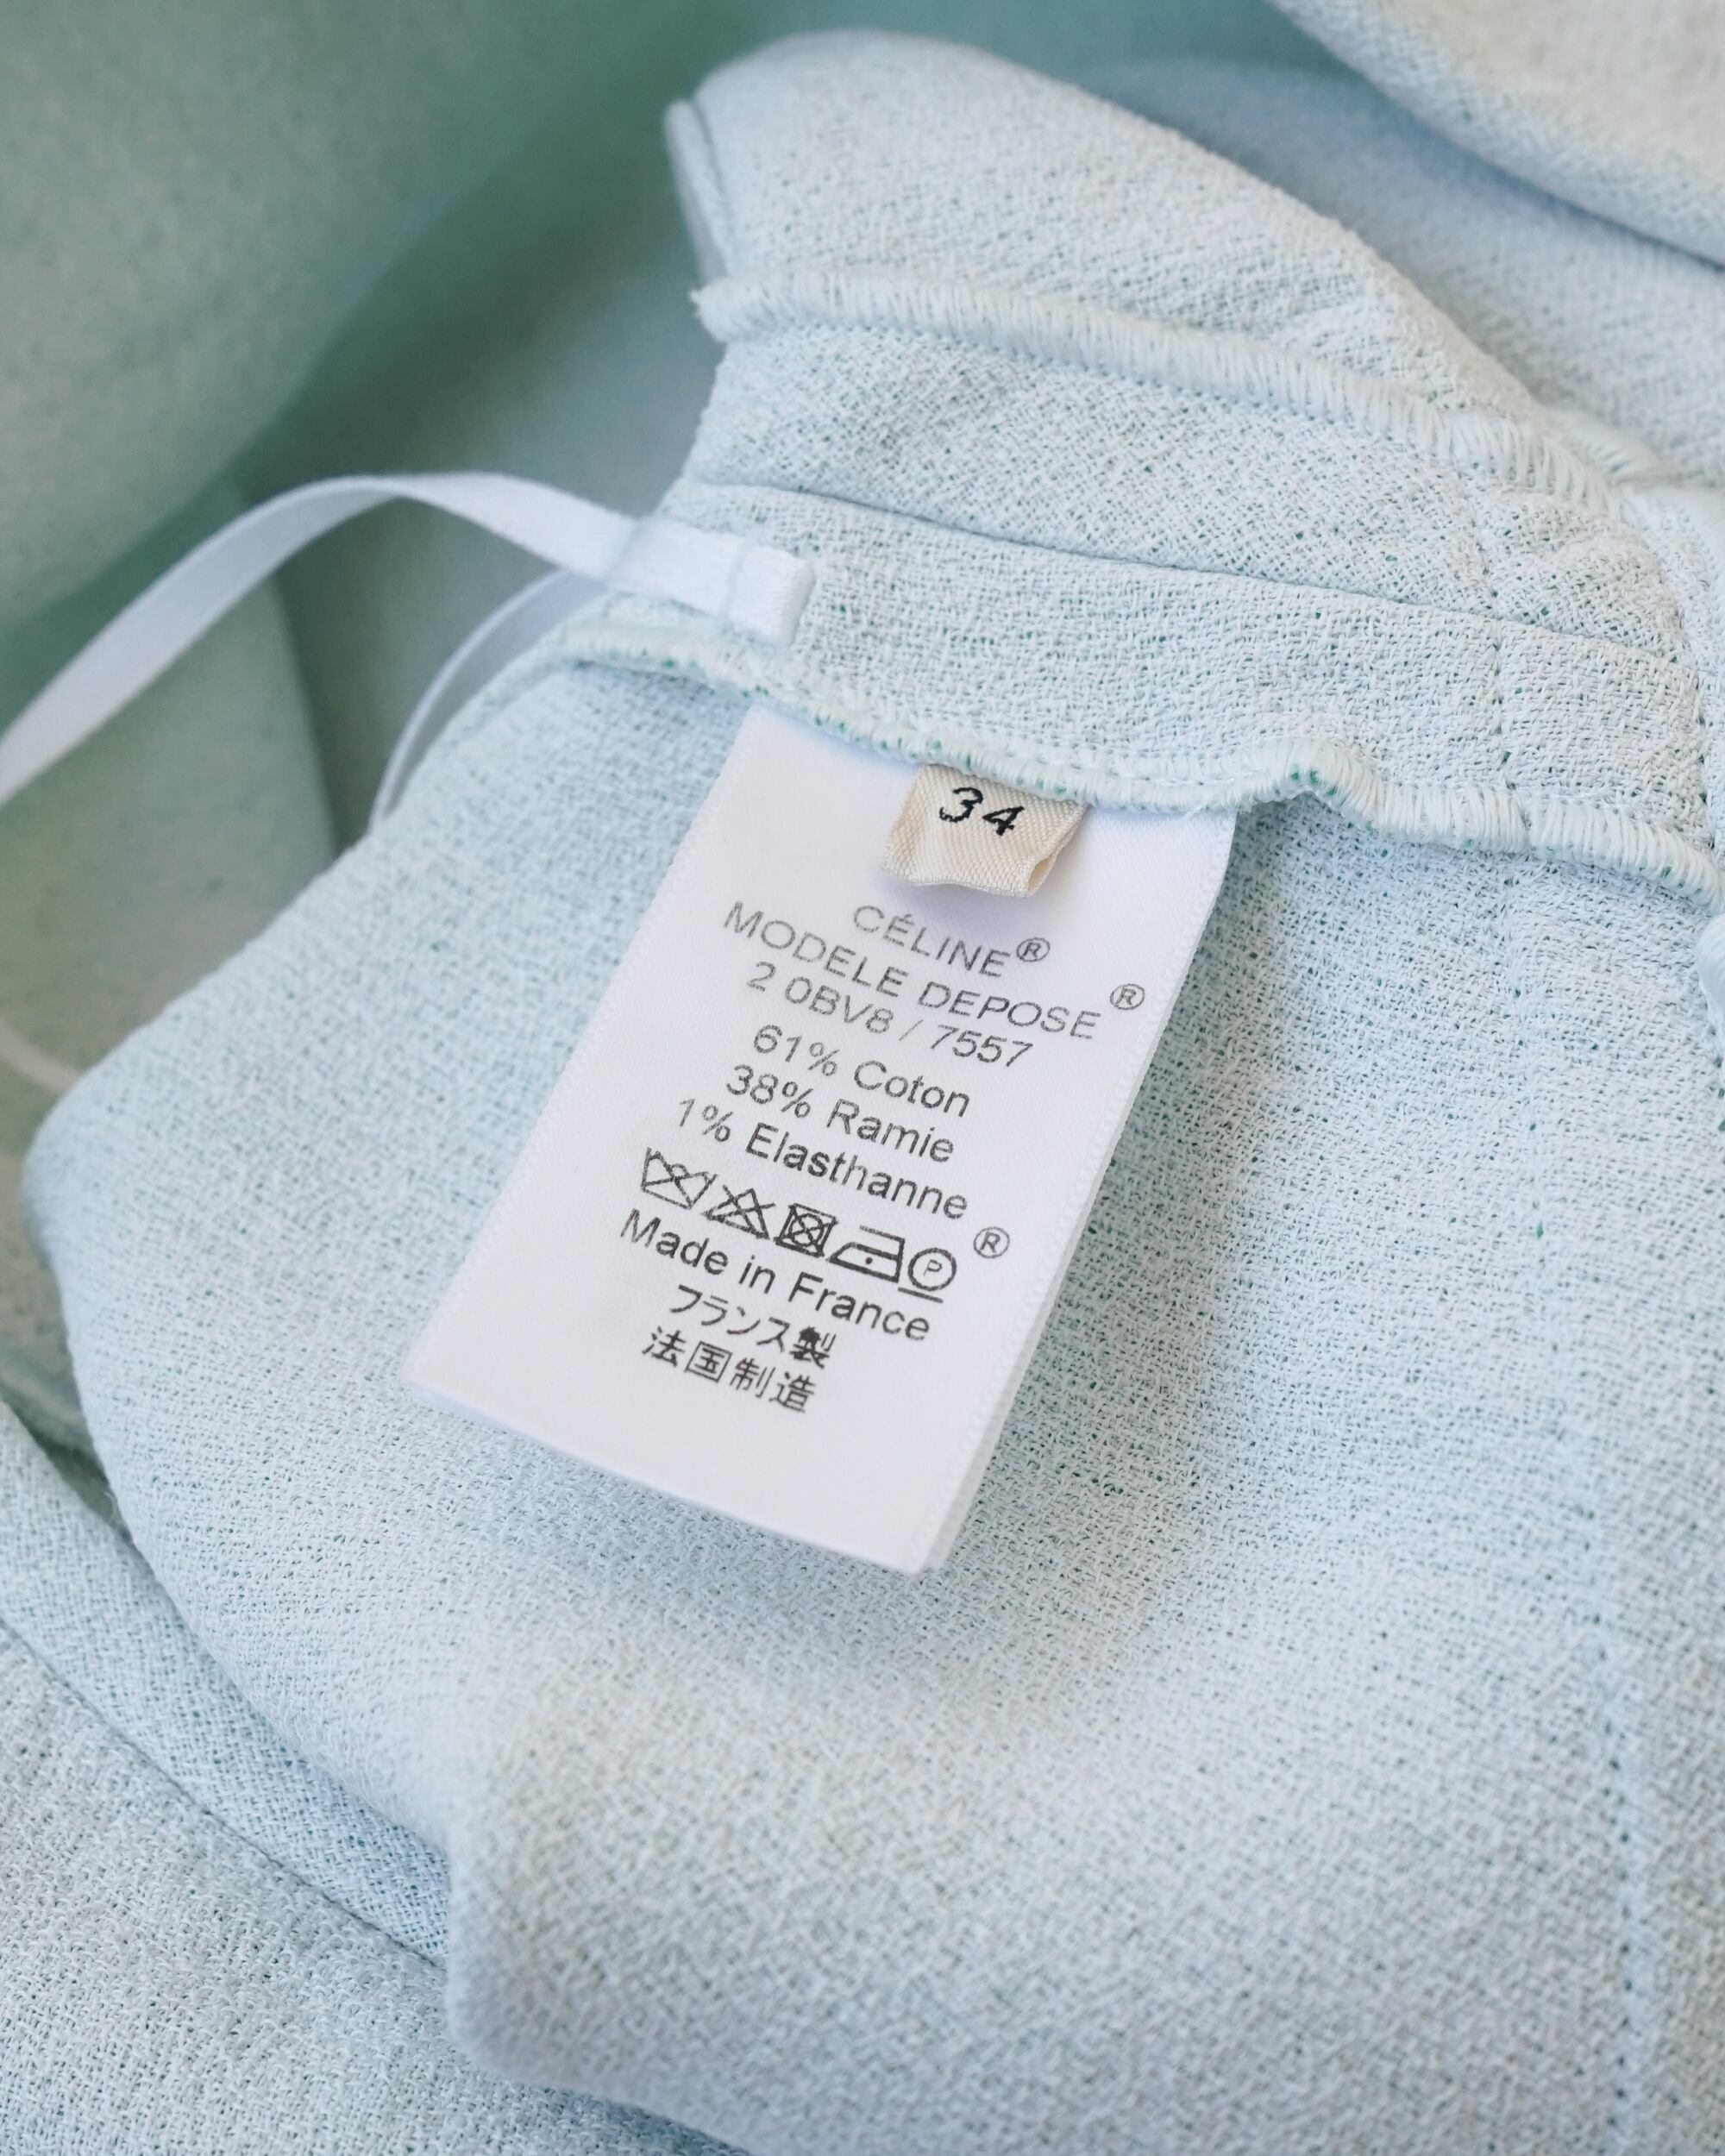 34
CÉLINE®
MODELE DEPOSE®
2 0BV8 / 7557
61% Coton
38% Ramie
1% Elasthanne
P ®
Made in France
フランス製
法国制造